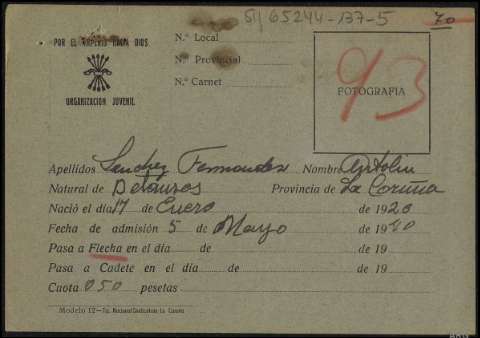 51/65244-137-5 70
POR EL IMPERIO HACIA DIOS
ORGANIZACIÓN JUVENIL
N.º Local
N.º Provincial
N.º Carnet
FOTOGRAFIA
93
Apellidos Sanchez Fernandez Nombre
Natural de Betanzos Provincia de La Coruña
Nació el día 17 de Enero de 1920
Fecha de admisión 5 de Mayo de 1940
Pasa a Flecha en el día de de 19
Pasa a Cadete en el día de de 19
Cuota 0'50 pesetas
Modelo 12